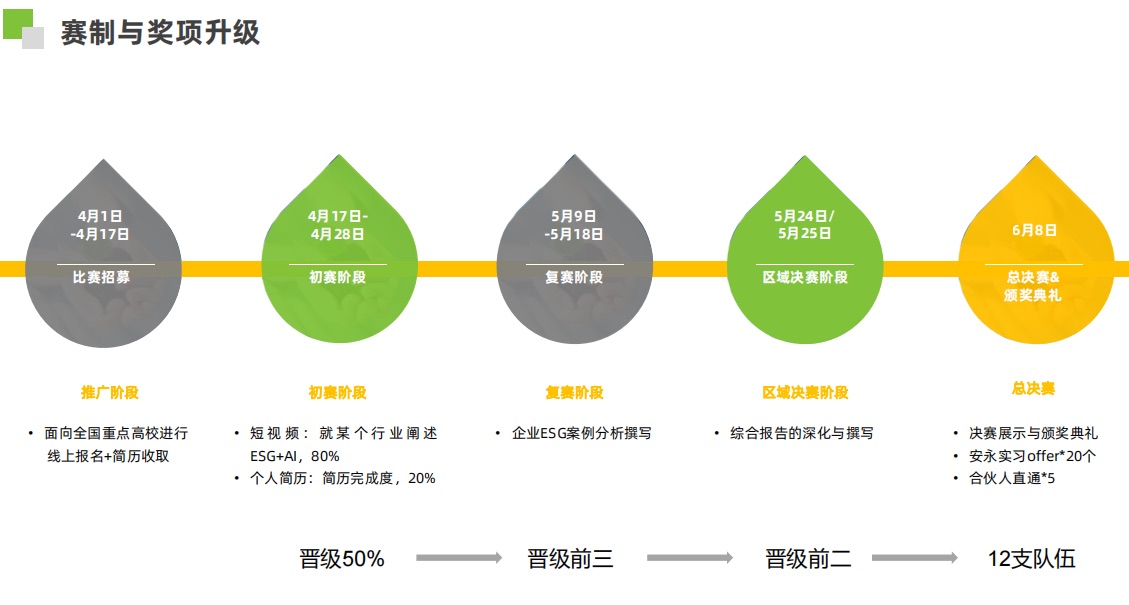 赛制与奖项升级
4月1日
-4月17日
比赛招募
4月17日-
4月28日
初赛阶段
5月9日
-5月18日
复赛阶段
5月24日/
5月25日
区域决赛阶段
6月8日
总决赛&
颁奖典礼
推广阶段
• 面向全国重点高校进行
线上报名+简历收取
初赛阶段
• 短视频：就某个行业阐述
ESG+AI，80%
• 个人简历：简历完成度，20%
复赛阶段
• 企业ESG案例分析撰写
区域决赛阶段
• 综合报告的深化与撰写
总决赛
• 决赛展示与颁奖典礼
• 安永实习offer*20个
• 合伙人直通*5
晋级50%
晋级前三
晋级前二
12支队伍